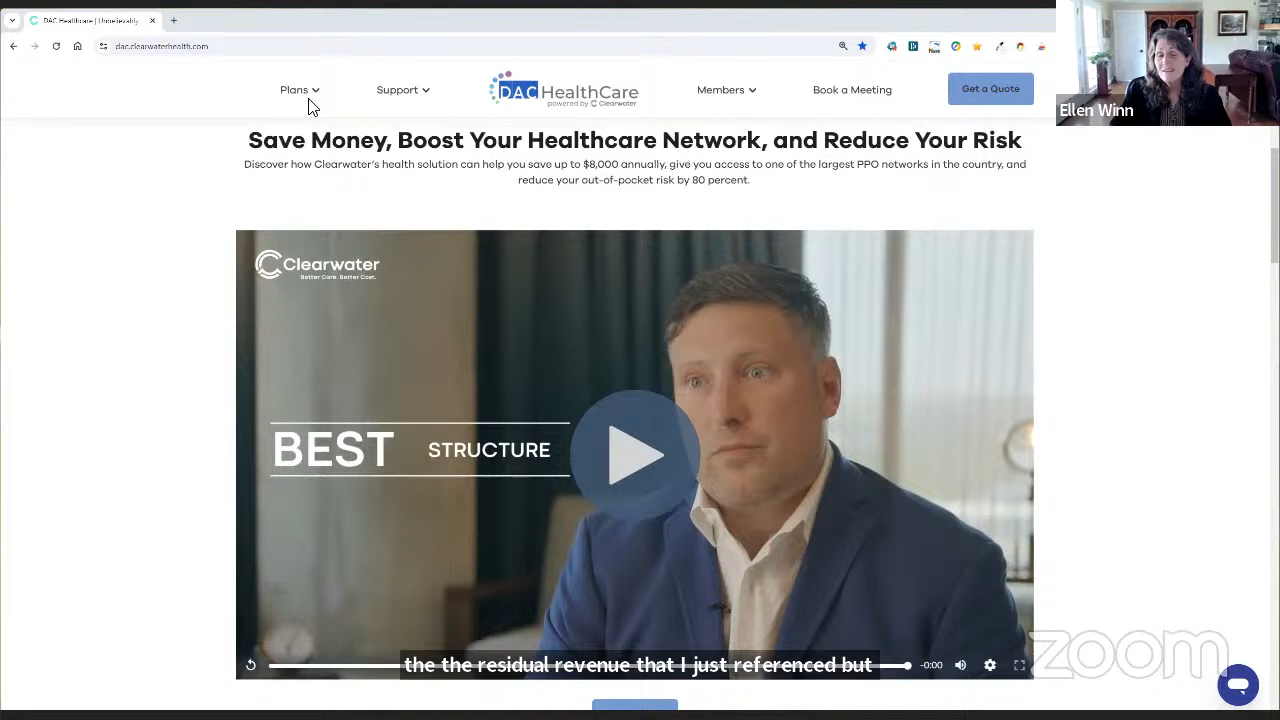 DAC Healthcare | Unbelievably
dac.clearwaterhealth.com
New
Ellen Winn
Plans
Support
DAC HealthCare
powered by Clearwater
Members
Book a Meeting
Get a Quote
Save Money, Boost Your Healthcare Network, and Reduce Your Risk
Discover how Clearwater's health solution can help you save up to $8,000 annually, give you access to one of the largest PPO networks in the country, and
reduce your out-of-pocket risk by 80 percent.
Clearwater
Better Care. Better Cost.
BEST STRUCTURE
the the residual revenue that I just referenced but
-0:00
zoom